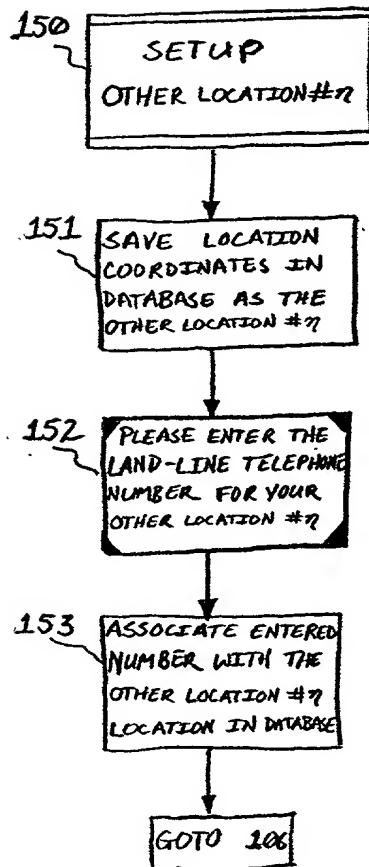 150
SETUP
OTHER LOCATION #n
151
SAVE LOCATION
COORDINATES IN
DATABASE AS THE
OTHER LOCATION #n
152
PLEASE ENTER THE
LAND-LINE TELEPHONE
NUMBER FOR YOUR
OTHER LOCATION #n
153
ASSOCIATE ENTERED
NUMBER WITH THE
OTHER LOCATION #n
LOCATION IN DATABASE
GOTO 106